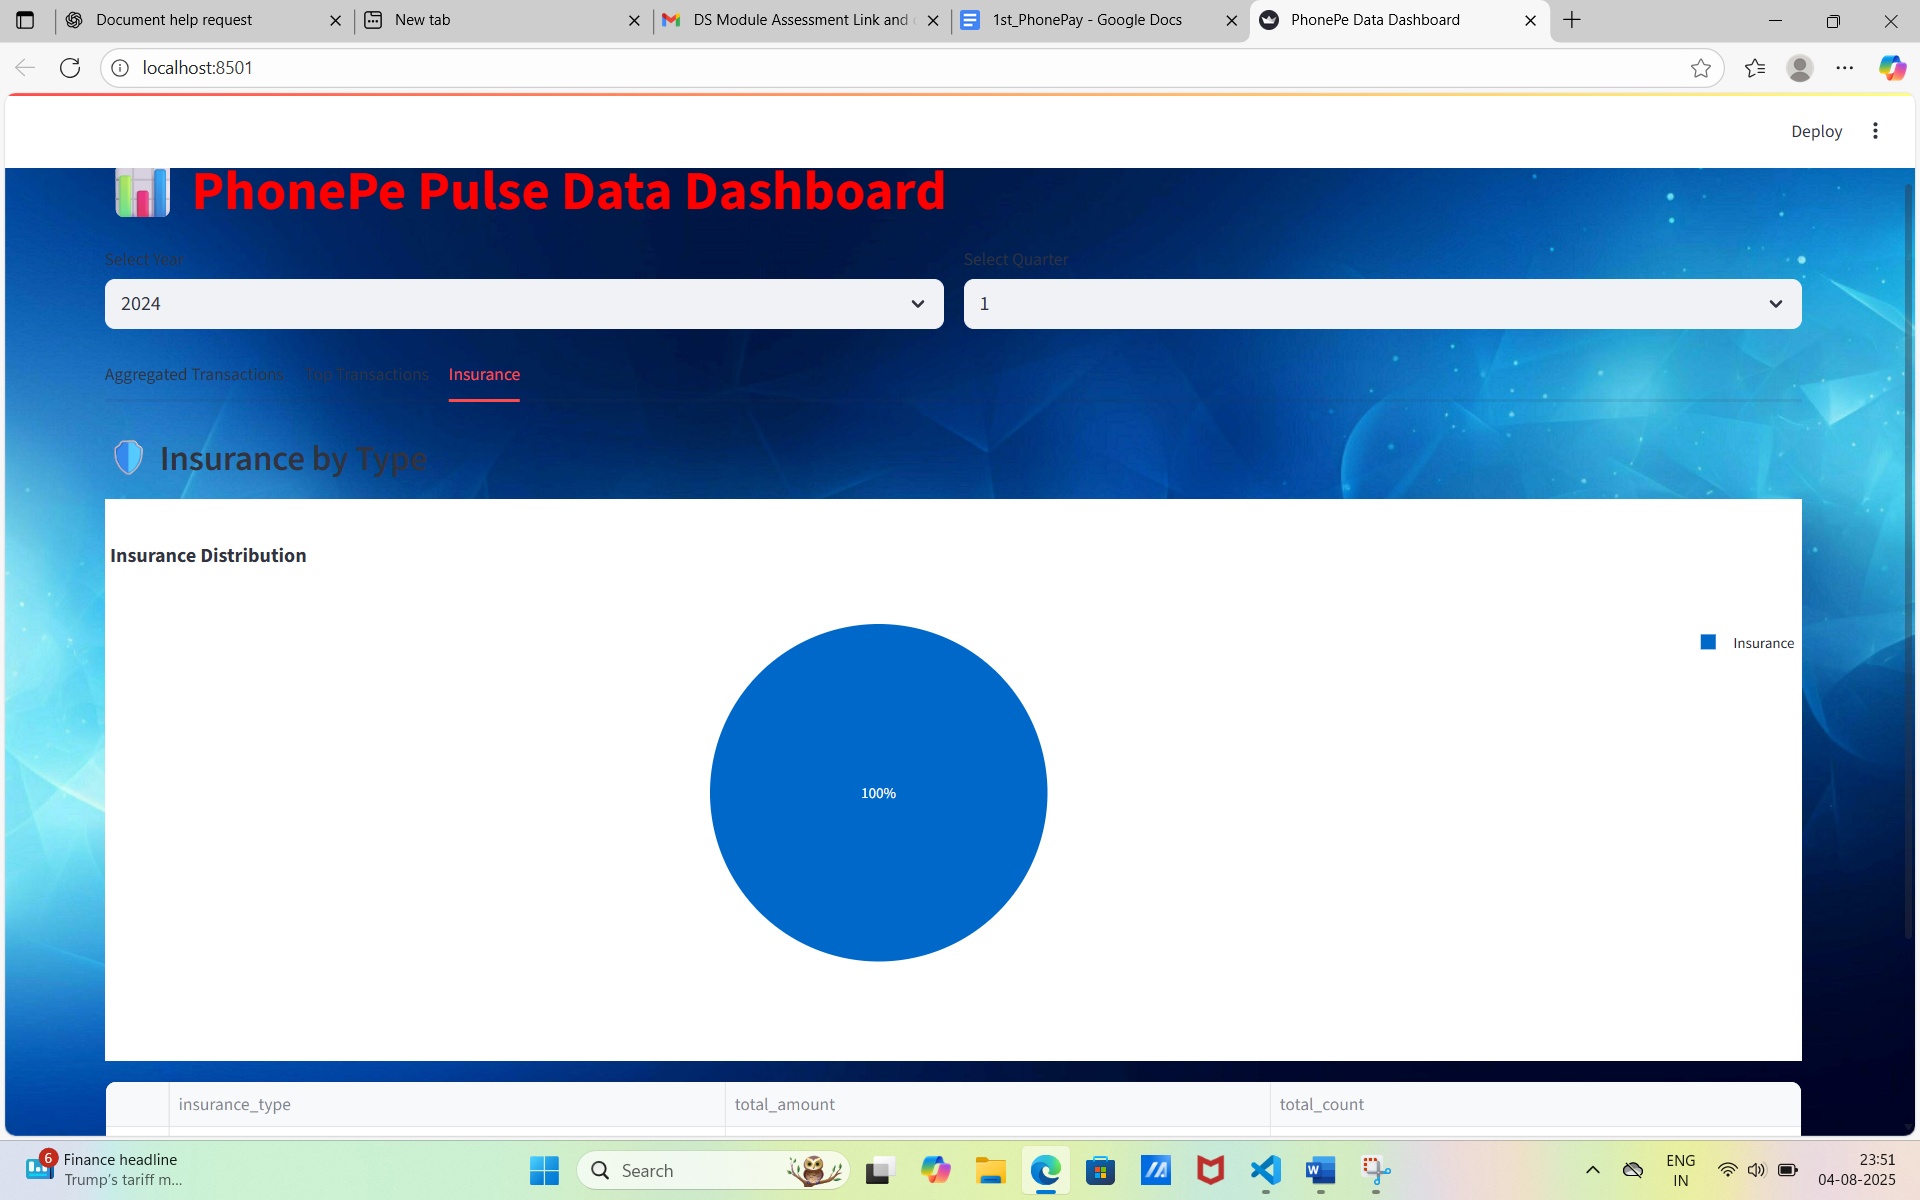 Document help request
New tab
DS Module Assessment Link and
1st_PhonePay - Google Docs
PhonePe Data Dashboard
localhost:8501
Deploy
PhonePe Pulse Data Dashboard
Select Year
Select Quarter
2024
1
Aggregated Transactions
Top Transactions
Insurance
Insurance by Type
Insurance Distribution
Insurance
100%
insurance_type
total_amount
total_count
6
Finance headline
Trump's tariff m...
Search
ENG
IN
23:51
04-08-2025